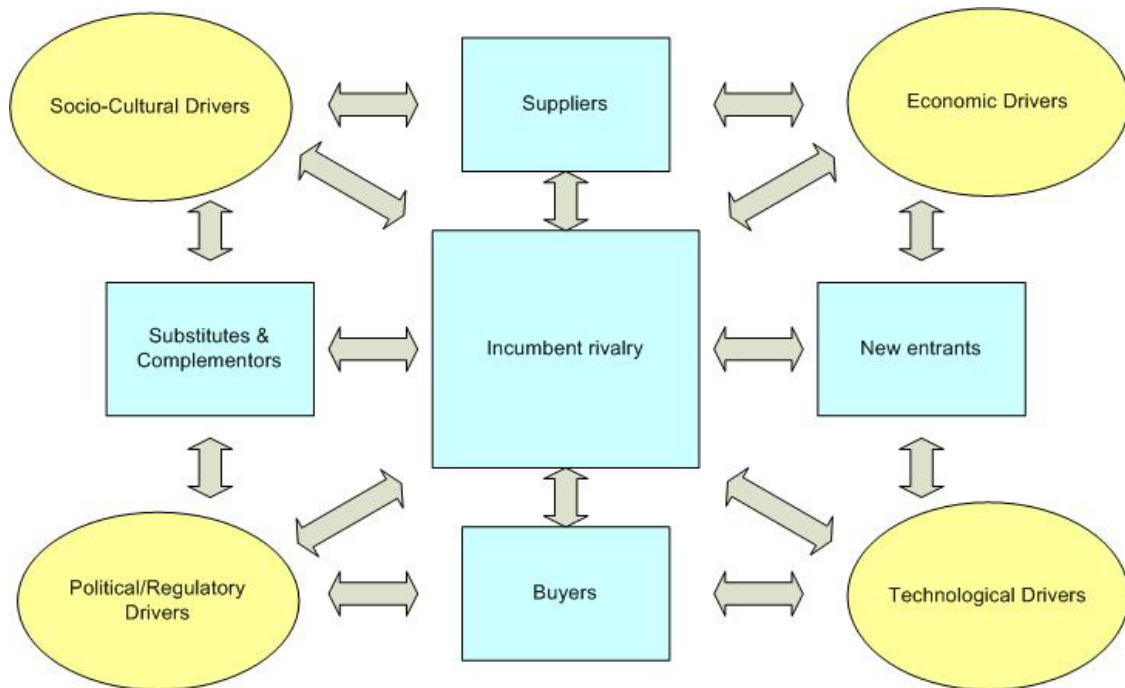 Socio-Cultural Drivers
Suppliers
Economic Drivers
Substitutes &
Complementors
Incumbent rivalry
New entrants
Political/Regulatory
Drivers
Buyers
Technological Drivers